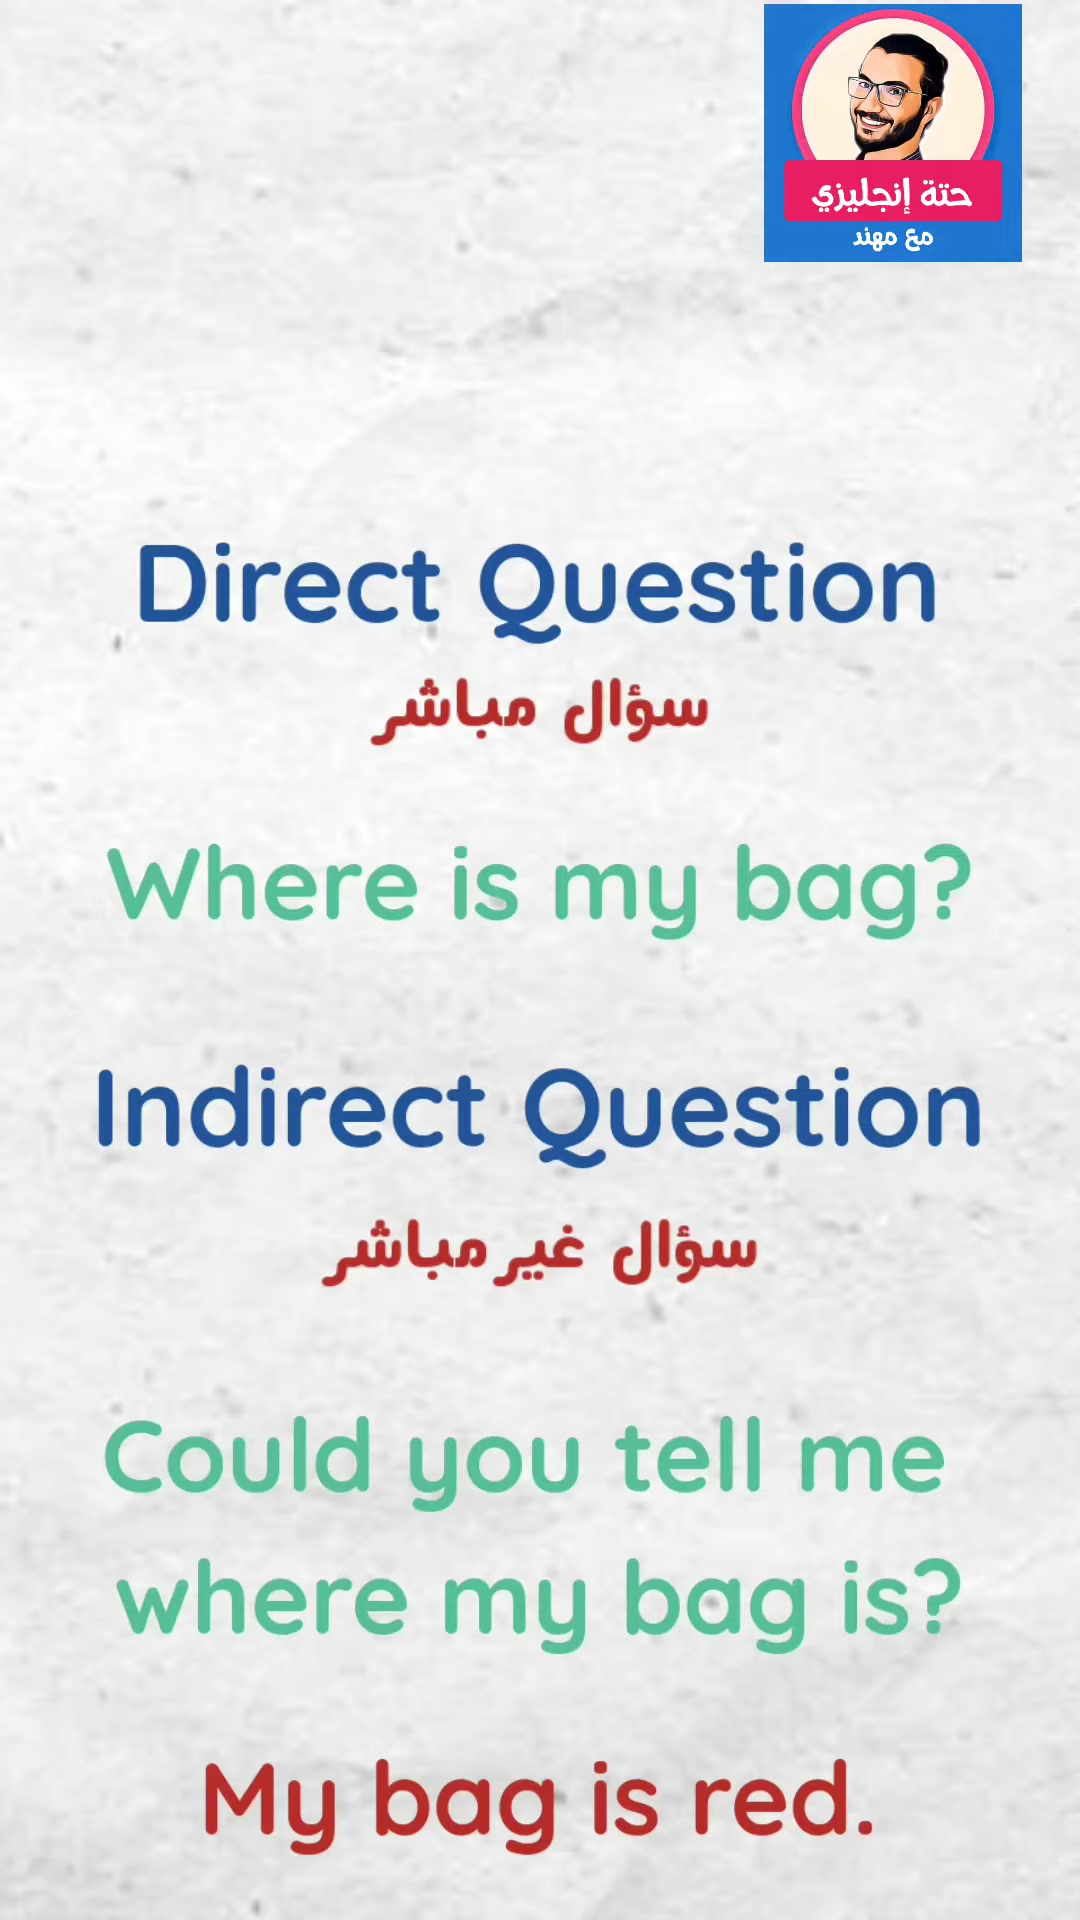 حتة إنجليزي
مع مهند
Direct Question
سؤال مباشر
Where is my bag?
Indirect Question
سؤال غير مباشر
Could you tell me
where my bag is?
My bag is red.